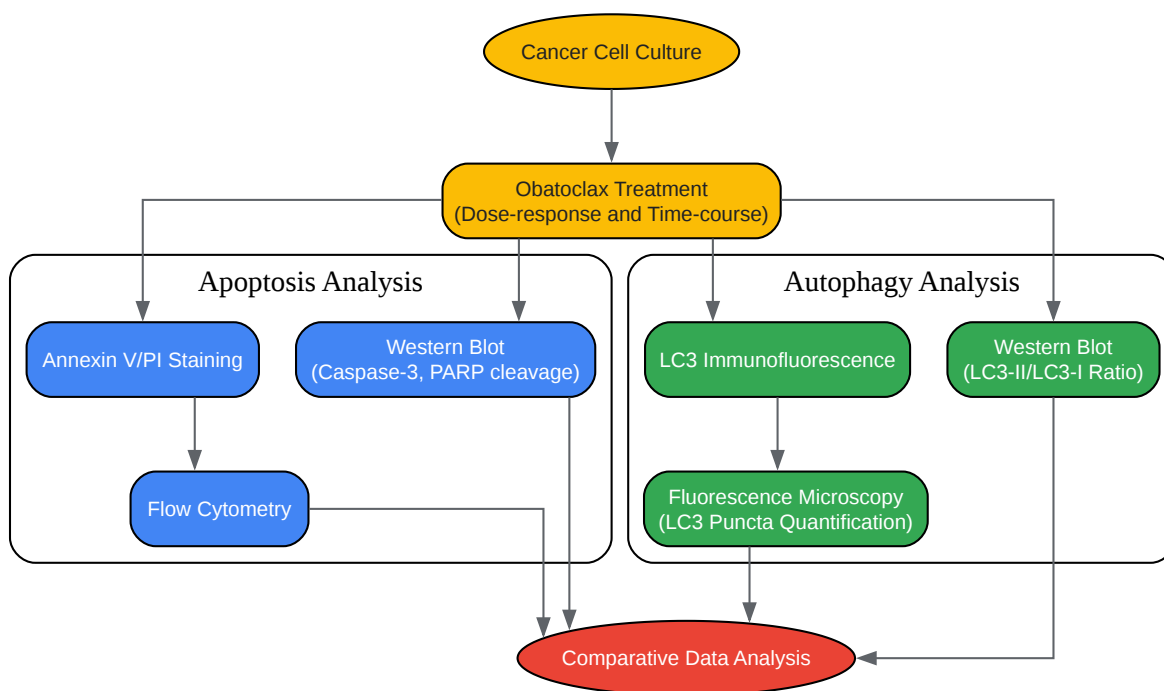 Cancer Cell Culture
Obatoclax Treatment
(Dose-response and Time-course)
Apoptosis Analysis
Annexin V/PI Staining
Western Blot
(Caspase-3, PARP cleavage)
Flow Cytometry
Autophagy Analysis
LC3 Immunofluorescence
Western Blot
(LC3-II/LC3-I Ratio)
Fluorescence Microscopy
(LC3 Puncta Quantification)
Comparative Data Analysis